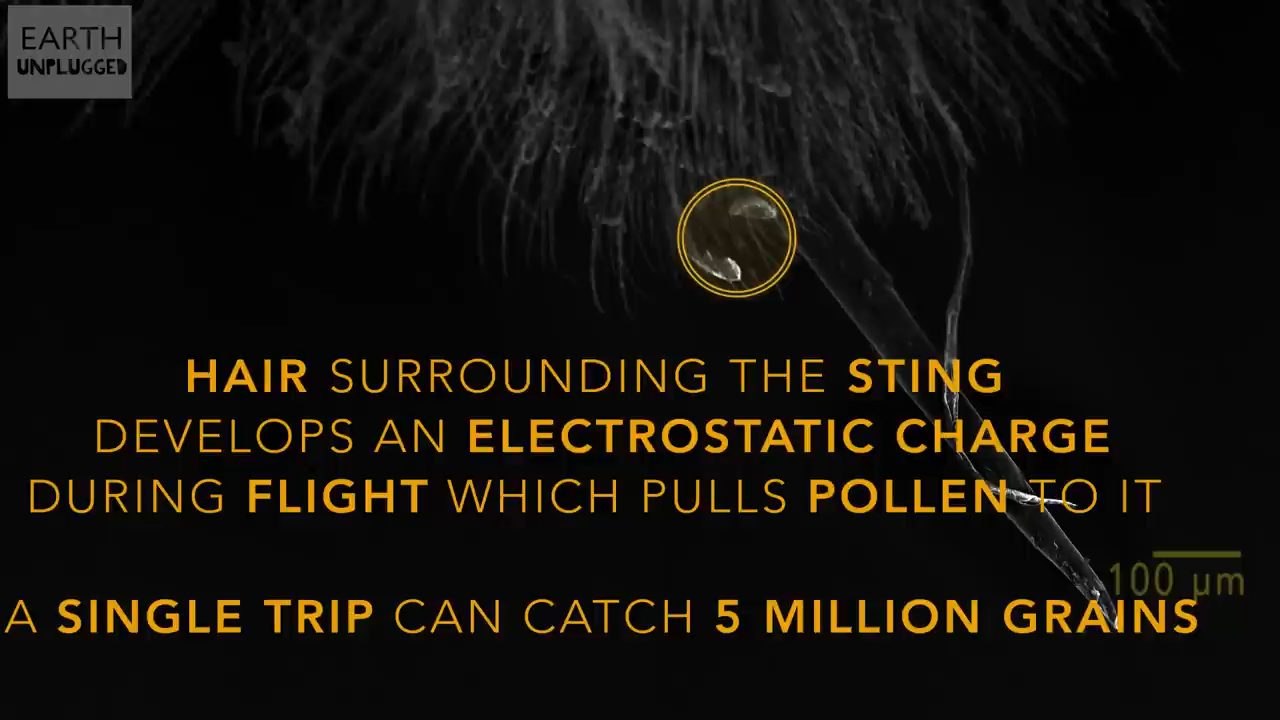 EARTH
UNPLUGGED
HAIR SURROUNDING THE STING
DEVELOPS AN ELECTROSTATIC CHARGE
DURING FLIGHT WHICH PULLS POLLEN TO IT
100 µm
A SINGLE TRIP CAN CATCH 5 MILLION GRAINS